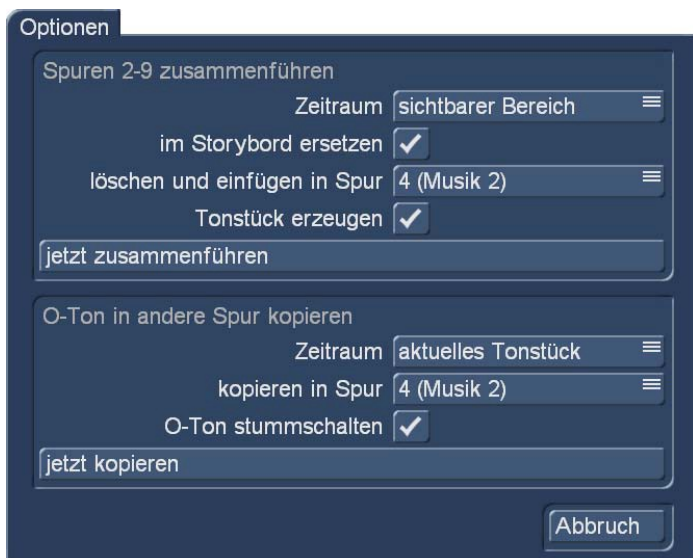 Optionen
Spuren 2-9 zusammenführen
Zeitraum sichtbarer Bereich
im Storybord ersetzen
löschen und einfügen in Spur 4 (Musik 2)
Tonstück erzeugen
jetzt zusammenführen
O-Ton in andere Spur kopieren
Zeitraum aktuelles Tonstück
kopieren in Spur 4 (Musik 2)
O-Ton stummschalten
jetzt kopieren
Abbruch